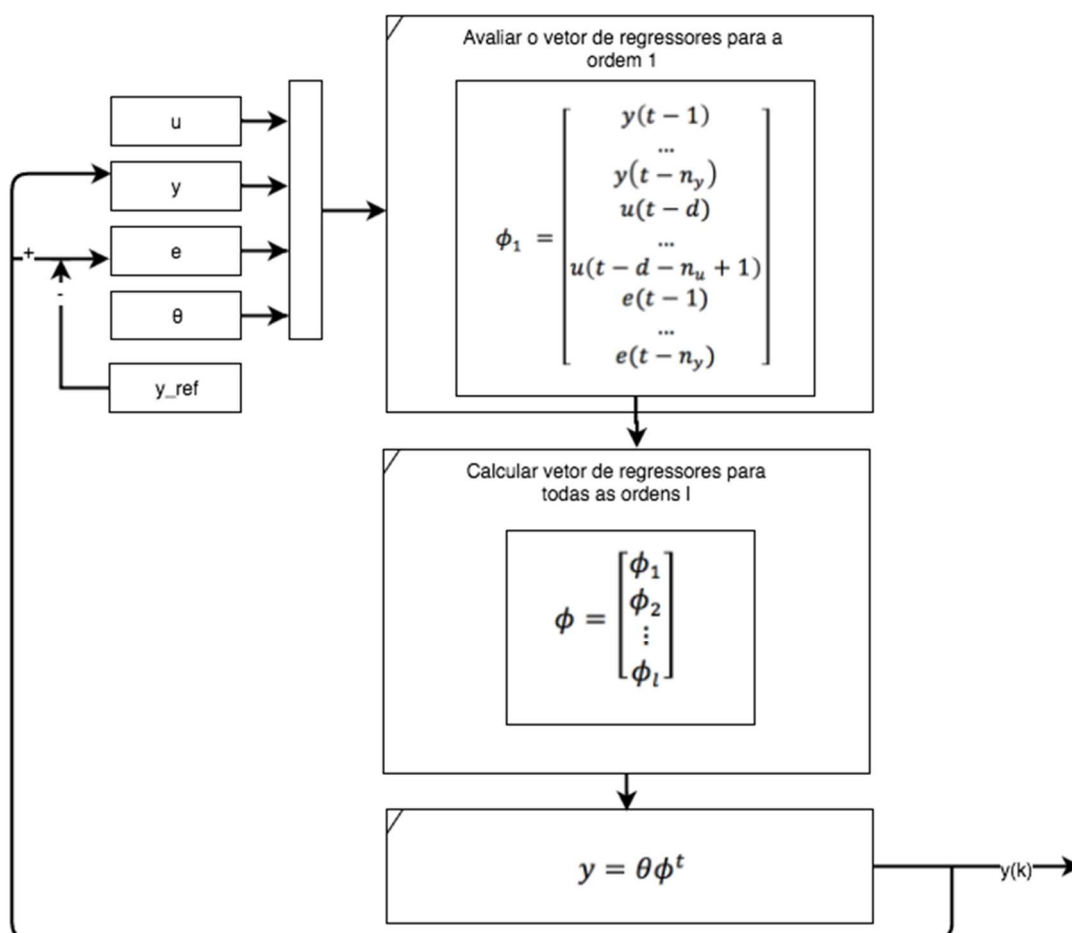 Avaliar o vetor de regressores para a
ordem 1
u
y
+
e
-
θ
y_ref
ϕ₁ =
y(t − 1)
...
y(t − n_y)
u(t − d)
...
u(t − d − n_u + 1)
e(t − 1)
...
e(t − n_y)
Calcular vetor de regressores para
todas as ordens l
ϕ =
ϕ₁
ϕ₂
⋮
ϕ_l
y = θϕᵗ
y(k)